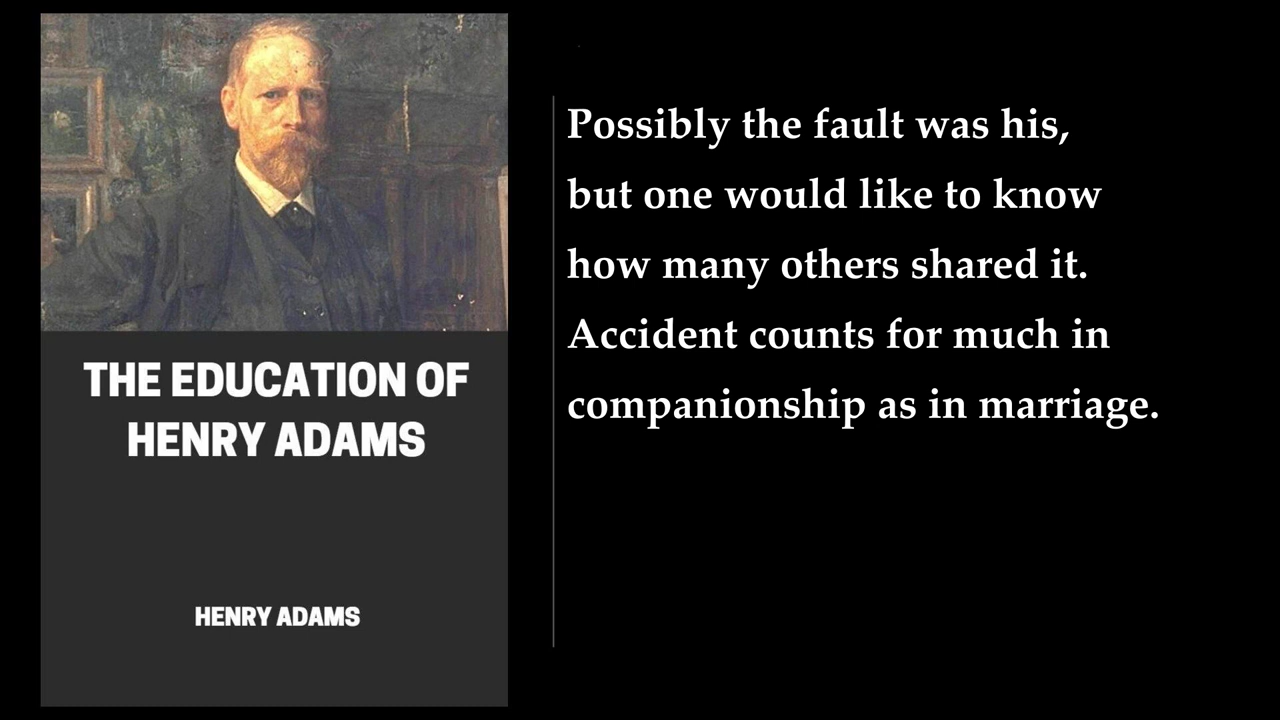 THE EDUCATION OF
HENRY ADAMS
HENRY ADAMS
Possibly the fault was his,
but one would like to know
how many others shared it.
Accident counts for much in
companionship as in marriage.